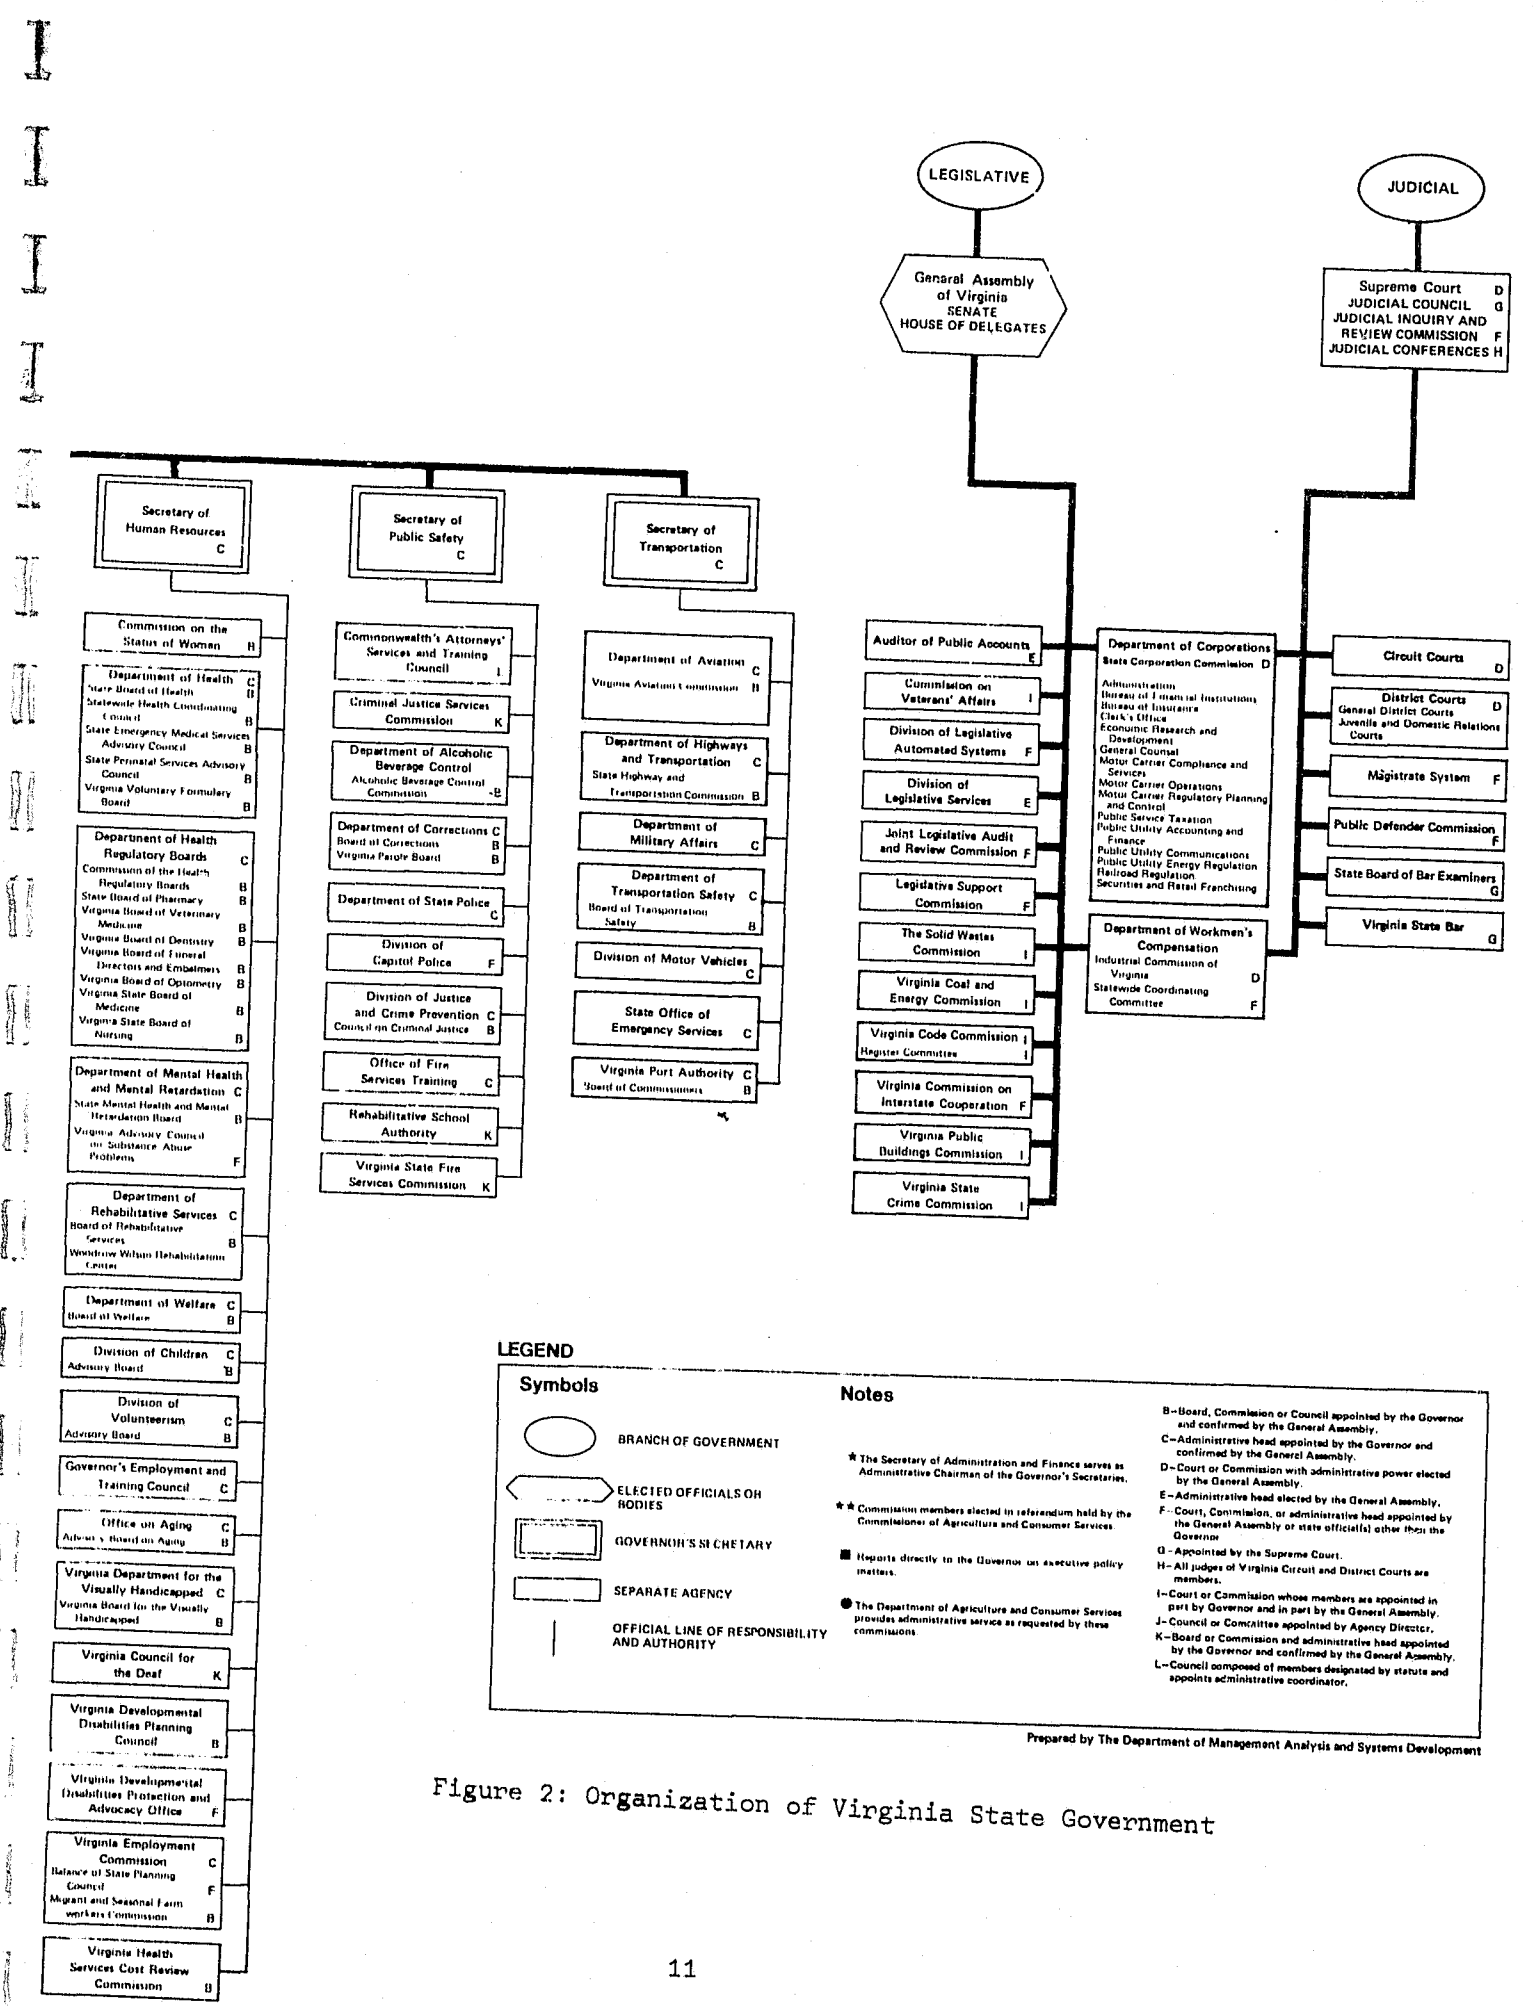 LEGISLATIVE
JUDICIAL
General Assembly
of Virginia
SENATE
HOUSE OF DELEGATES
Supreme Court D
JUDICIAL COUNCIL G
JUDICIAL INQUIRY AND
REVIEW COMMISSION F
JUDICIAL CONFERENCES H
Secretary of
Human Resources
C
Commission on the
Status of Woman B
Department of Health C
State Board of Health B
Statewide Health Coordinating
Council B
State Emergency Medical Services
Advisory Council B
State Perinatal Services Advisory
Council B
Virginia Voluntary Formulary
Board B
Department of Health
Regulatory Boards C
Commission of the Health
Regulatory Boards B
State Board of Pharmacy B
Virginia Board of Veterinary
Medicine B
Virginia Board of Dentistry B
Virginia Board of Funeral
Directors and Embalmers B
Virginia Board of Optometry B
Virginia State Board of
Medicine B
Virginia State Board of
Nursing B
Department of Mental Health
and Mental Retardation C
State Mental Health and Mental
Retardation Board B
Virginia Advisory Council
on Substance Abuse
Problems F
Department of
Rehabilitative Services C
Board of Rehabilitative
Services B
Woodrow Wilson Rehabilitation
Center
Department of Welfare C
Board of Welfare B
Division of Children C
Advisory Board B
Division of
Volunteerism C
Advisory Board B
Governor's Employment and
Training Council C
Office on Aging C
Advisory Board on Aging B
Virginia Department for the
Visually Handicapped C
Virginia Board for the Visually
Handicapped B
Virginia Council for
the Deaf K
Virginia Developmental
Disabilities Planning
Council B
Virginia Developmental
Disabilities Protection and
Advocacy Office F
Virginia Employment
Commission C
Balance of State Planning
Council F
Migrant and Seasonal Farm
workers Commission B
Virginia Health
Services Cost Review
Commission B
Secretary of
Public Safety
C
Commonwealth's Attorneys'
Services and Training
Council I
Criminal Justice Services
Commission K
Department of Alcoholic
Beverage Control
Alcoholic Beverage Control
Commission -B
Department of Corrections C
Board of Corrections B
Virginia Parole Board B
Department of State Police
C
Division of
Capitol Police F
Division of Justice
and Crime Prevention C
Council on Criminal Justice B
Office of Fire
Services Training C
Rehabilitative School
Authority K
Virginia State Fire
Services Commission K
Secretary of
Transportation
C
Department of Aviation
C
Virginia Aviation Commission B
Department of Highways
and Transportation C
State Highway and
Transportation Commission B
Department of
Military Affairs C
Department of
Transportation Safety C
Board of Transportation
Safety B
Division of Motor Vehicles
C
State Office of
Emergency Services C
Virginia Port Authority C
Board of Commissioners B
Auditor of Public Accounts
E
Commission on
Veterans' Affairs I
Division of Legislative
Automated Systems F
Division of
Legislative Services E
Joint Legislative Audit
and Review Commission F
Legislative Support
Commission F
The Solid Wastes
Commission I
Virginia Coal and
Energy Commission I
Virginia Code Commission I
Register Committee I
Virginia Commission on
Interstate Cooperation F
Virginia Public
Buildings Commission I
Virginia State
Crime Commission I
Department of Corporations
State Corporation Commission D
Administration
Bureau of Financial Institutions
Bureau of Insurance
Clerk's Office
Economic Research and
Development
General Counsel
Motor Carrier Compliance and
Services
Motor Carrier Operations
Motor Carrier Regulatory Planning
and Control
Public Service Taxation
Public Utility Accounting and
Finance
Public Utility Communications
Public Utility Energy Regulation
Railroad Regulation
Securities and Retail Franchising
Department of Workmen's
Compensation
Industrial Commission of
Virginia D
Statewide Coordinating
Committee F
Circuit Courts
D
District Courts D
General District Courts
Juvenile and Domestic Relations
Courts
Magistrate System F
Public Defender Commission
F
State Board of Bar Examiners
G
Virginia State Bar
G
LEGEND
Symbols
BRANCH OF GOVERNMENT
ELECTED OFFICIALS OR
BODIES
GOVERNOR'S SECRETARY
SEPARATE AGENCY
OFFICIAL LINE OF RESPONSIBILITY
AND AUTHORITY
Notes
★ The Secretary of Administration and Finance serves as
Administrative Chairman of the Governor's Secretaries.
★★ Commission members elected in referendum held by the
Commissioner of Agriculture and Consumer Services.
■ Reports directly to the Governor on executive policy
matters.
● The Department of Agriculture and Consumer Services
provides administrative service as requested by these
commissions.
B–Board, Commission or Council appointed by the Governor
and confirmed by the General Assembly.
C–Administrative head appointed by the Governor and
confirmed by the General Assembly.
D–Court or Commission with administrative power elected
by the General Assembly.
E–Administrative head elected by the General Assembly.
F–Court, Commission, or administrative head appointed by
the General Assembly or state official(s) other than the
Governor
G–Appointed by the Supreme Court.
H–All judges of Virginia Circuit and District Courts are
members.
I–Court or Commission whose members are appointed in
part by Governor and in part by the General Assembly.
J–Council or Committee appointed by Agency Director.
K–Board or Commission and administrative head appointed
by the Governor and confirmed by the General Assembly.
L–Council composed of members designated by statute and
appoints administrative coordinator.
Prepared by The Department of Management Analysis and Systems Development
Figure 2: Organization of Virginia State Government
11